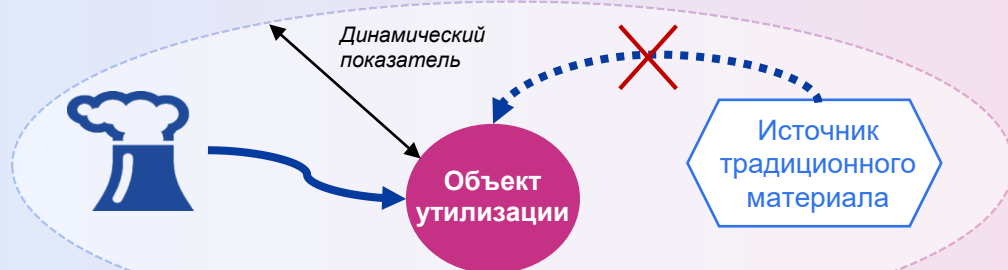 Динамический
показатель
Объект
утилизации
Источник
традиционного
материала